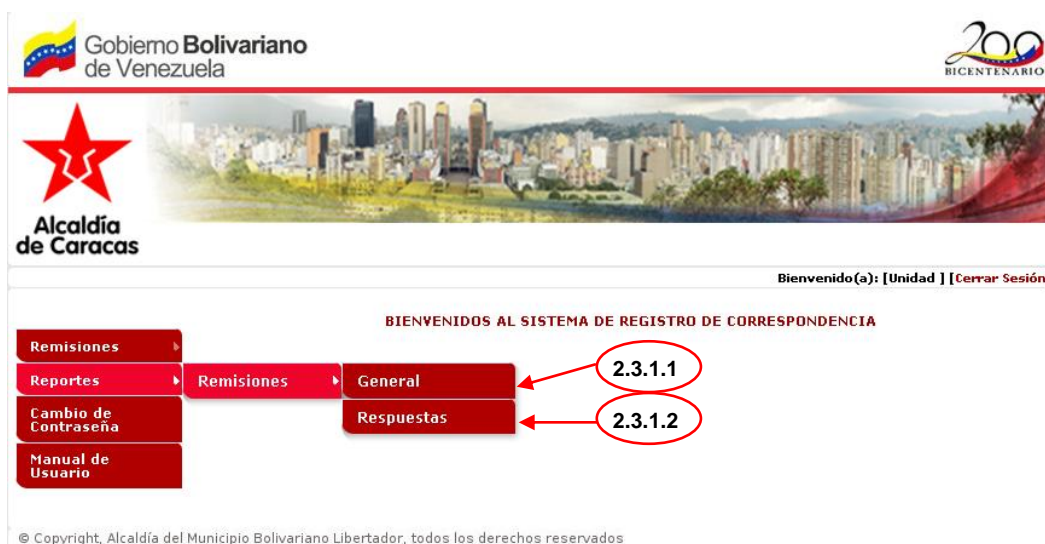 Gobierno Bolivariano
de Venezuela
200
BICENTENARIO
Alcaldía
de Caracas
Bienvenido(a): [Unidad ] [Cerrar Sesión
BIENVENIDOS AL SISTEMA DE REGISTRO DE CORRESPONDENCIA
Remisiones
Reportes
Remisiones
General
2.3.1.1
Cambio de
Contraseña
Respuestas
2.3.1.2
Manual de
Usuario
© Copyright, Alcaldía del Municipio Bolivariano Libertador, todos los derechos reservados